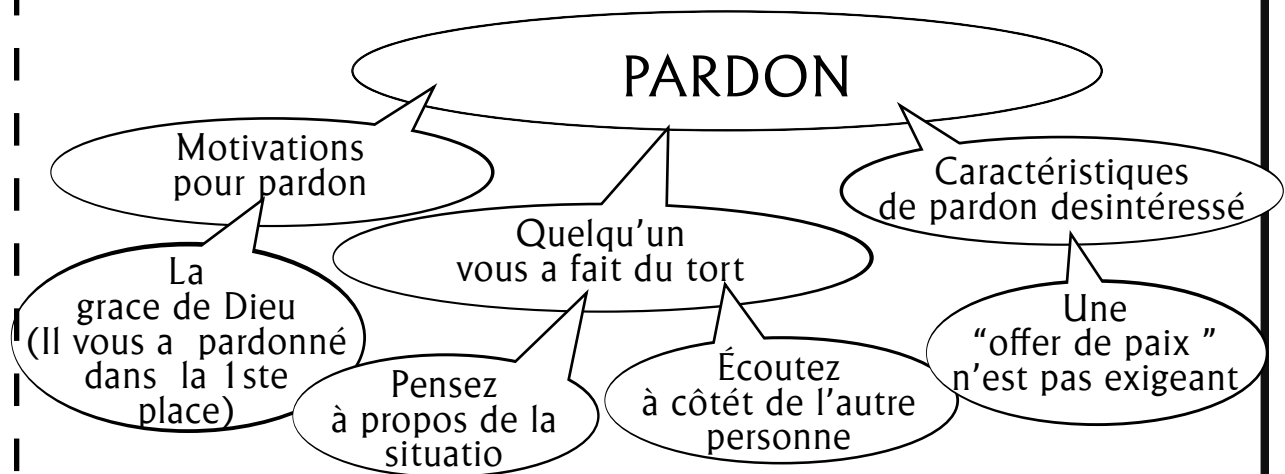 PARDON
Motivations
pour pardon
Caractéristiques
de pardon desintéressé
Quelqu'un
vous a fait du tort
La
grace de Dieu
(Il vous a pardonné
dans la 1ste
place)
Pensez
à propos de la
situatio
Écoutez
à côtét de l'autre
personne
Une
“offer de paix ”
n'est pas exigeant